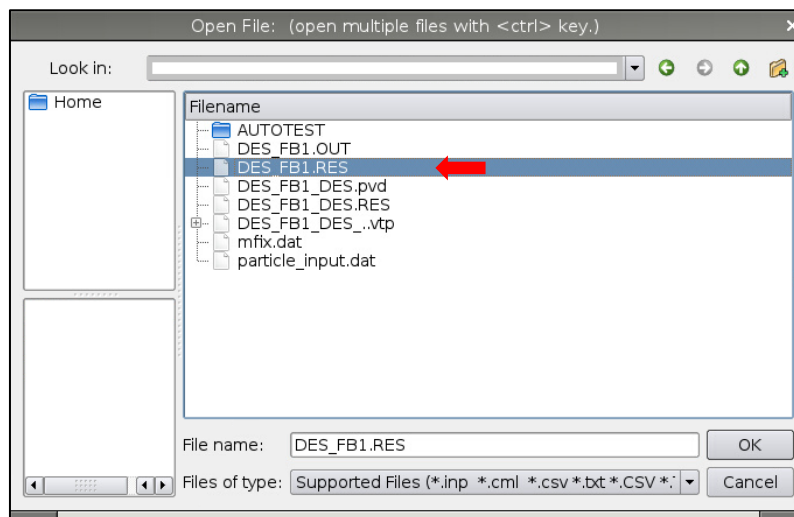 Open File: (open multiple files with <ctrl> key.)
Look in:
Home
Filename
AUTOTEST
DES_FB1.OUT
DES_FB1.RES
DES_FB1_DES.pvd
DES_FB1_DES.RES
DES_FB1_DES_..vtp
mfix.dat
particle_input.dat
File name: DES_FB1.RES OK
Files of type: Supported Files (*.inp *.cml *.csv *.txt *.CSV *. Cancel